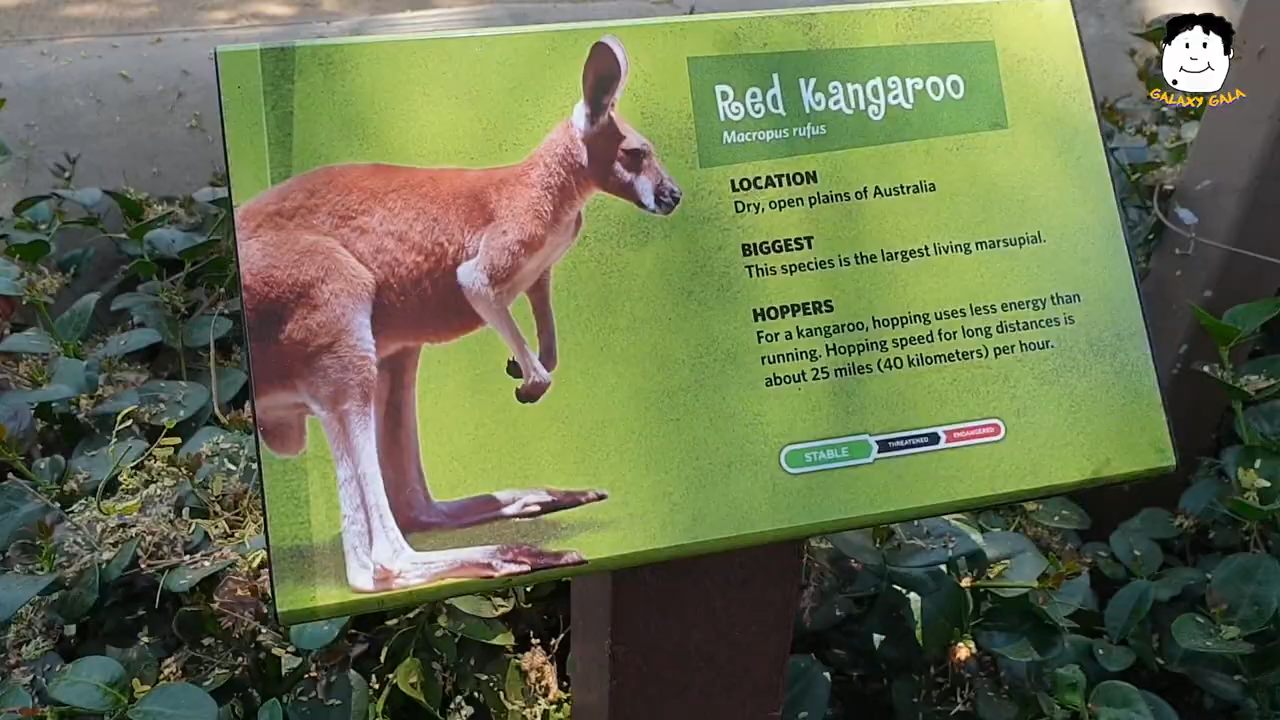 GALAXY GALA
Red Kangaroo
Macropus rufus
LOCATION
Dry, open plains of Australia
BIGGEST
This species is the largest living marsupial.
HOPPERS
For a kangaroo, hopping uses less energy than
running. Hopping speed for long distances is
about 25 miles (40 kilometers) per hour.
STABLE THREATENED ENDANGERED